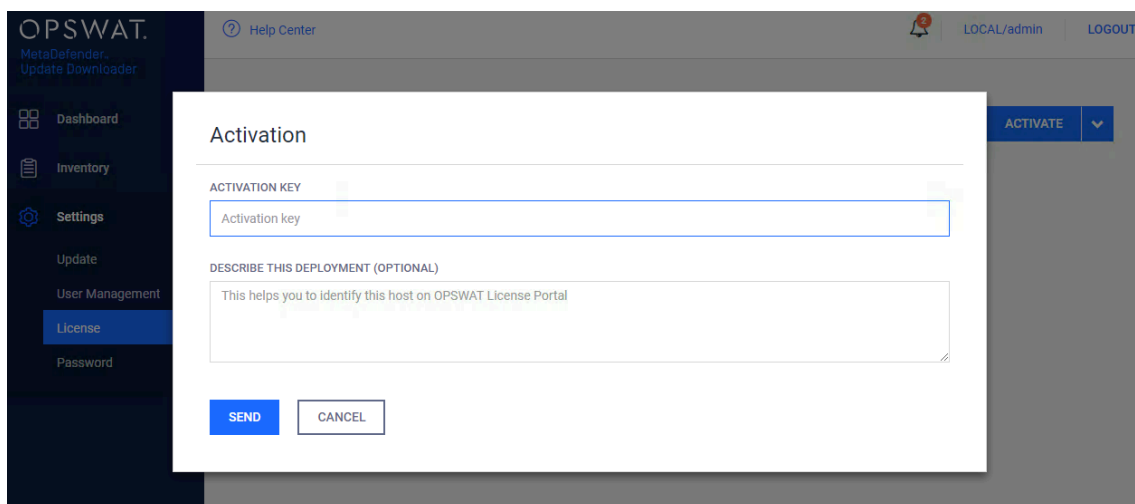 OPSWAT.
MetaDefender
Update Downloader
? Help Center
2
LOCAL/admin
LOGOUT
Dashboard
Inventory
Settings
Update
User Management
License
Password
ACTIVATE
Activation
ACTIVATION KEY
Activation key
DESCRIBE THIS DEPLOYMENT (OPTIONAL)
This helps you to identify this host on OPSWAT License Portal
SEND
CANCEL